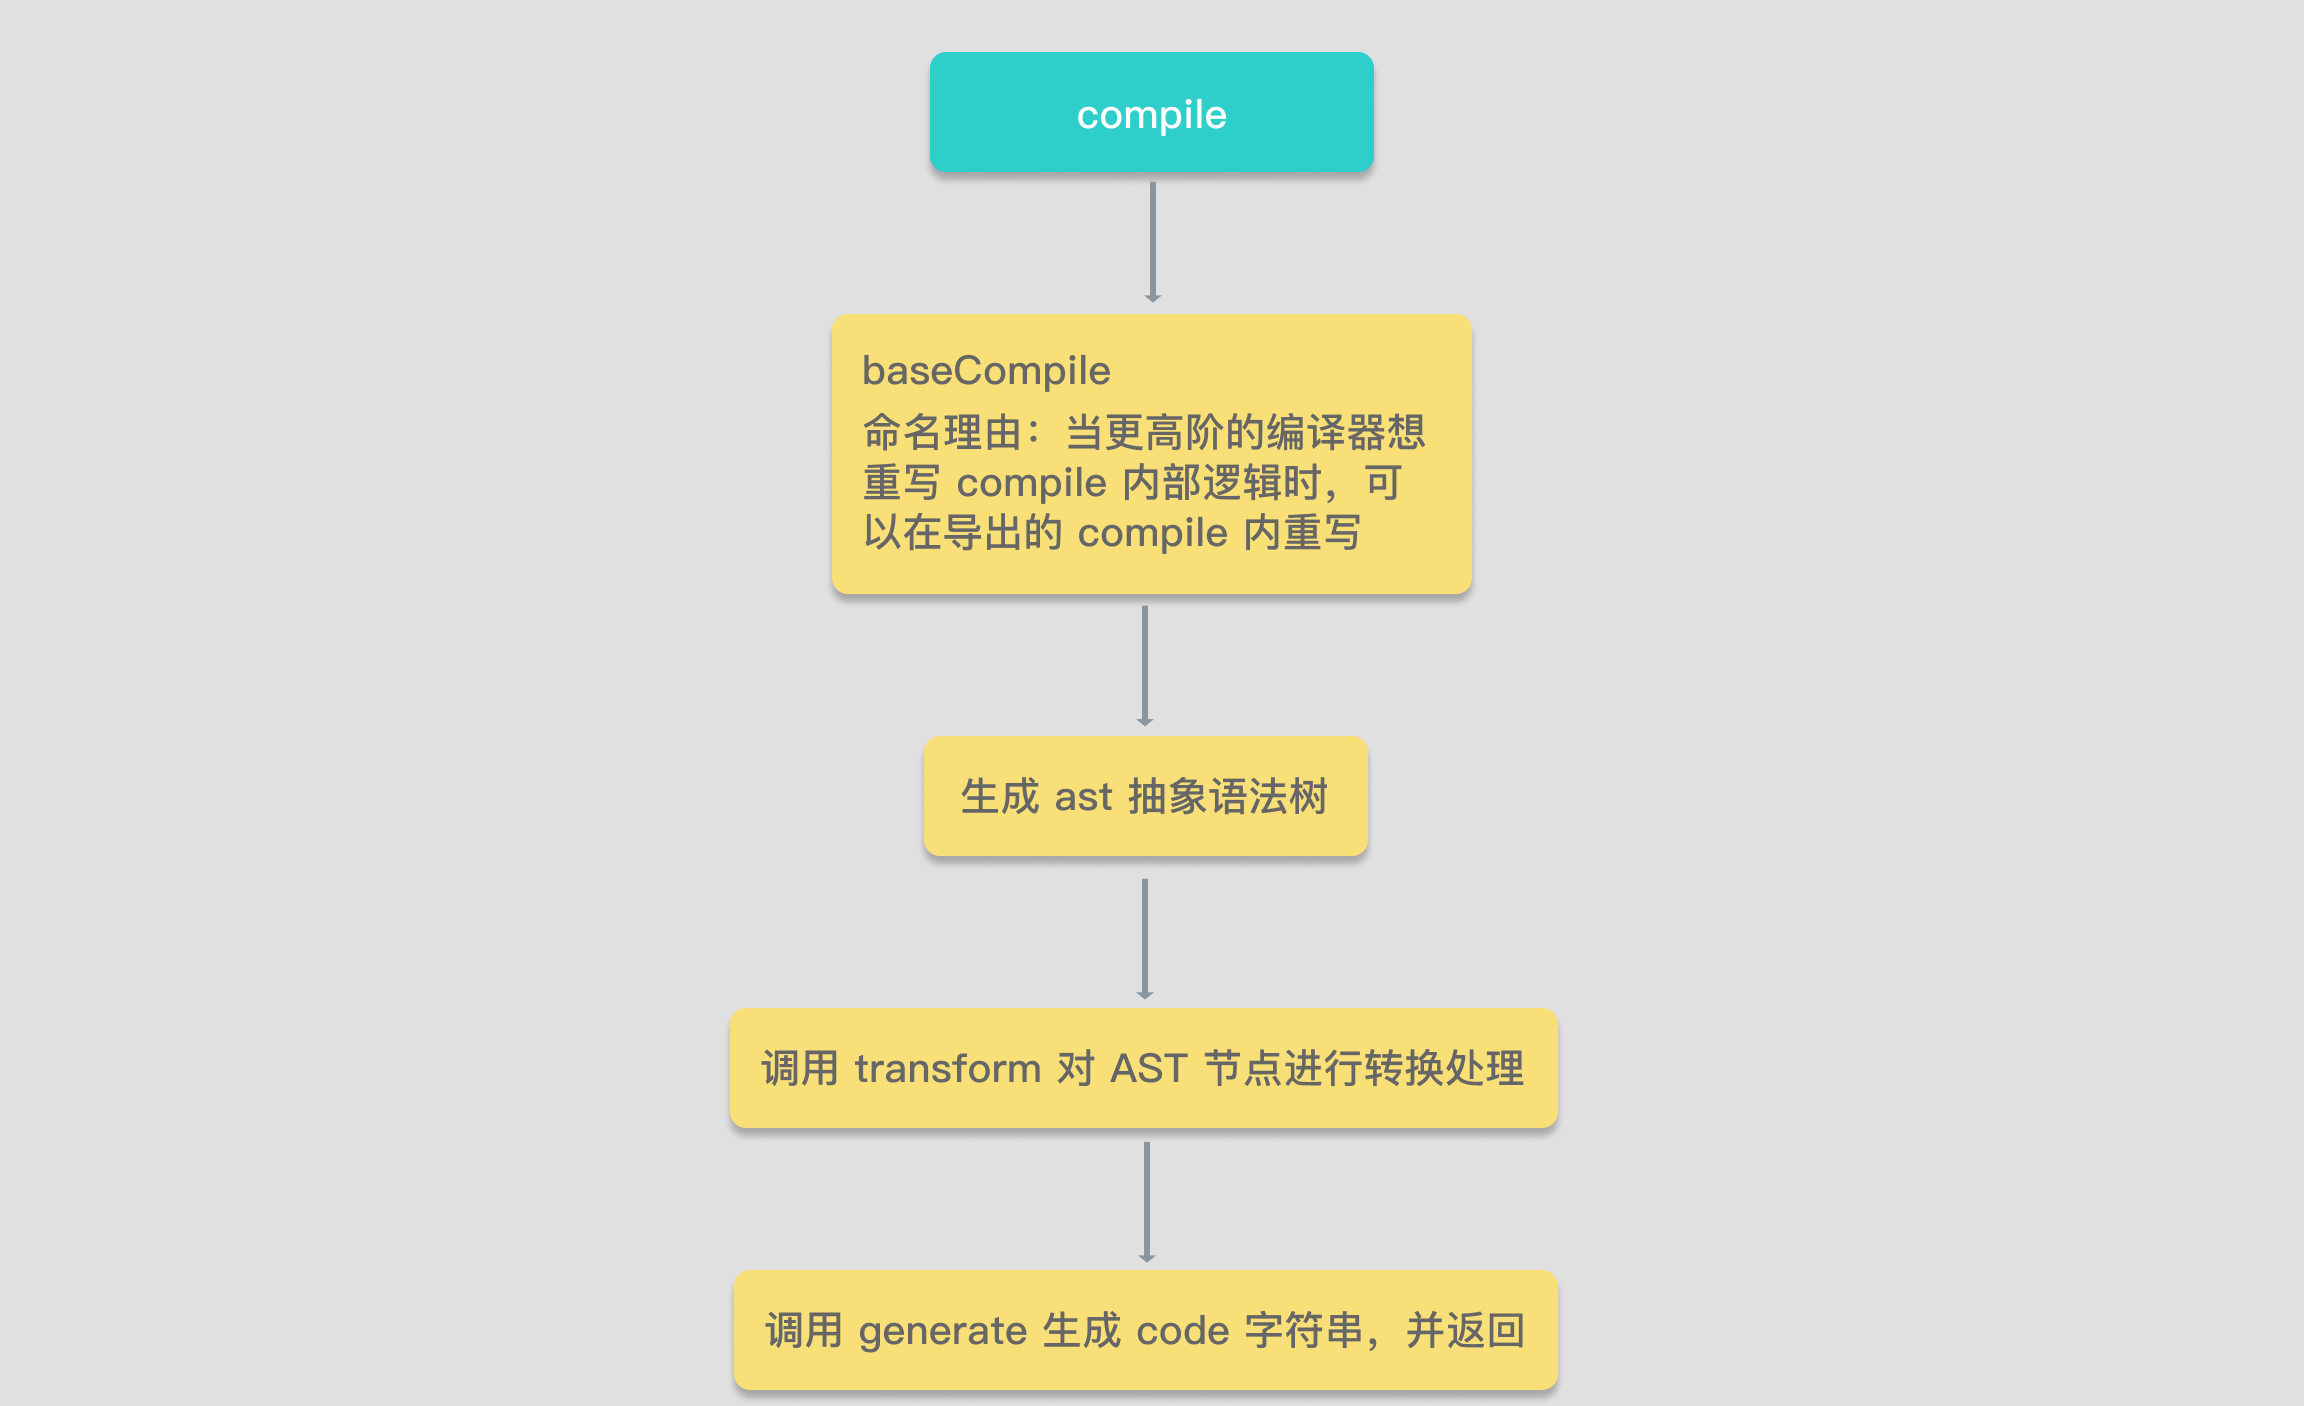 compile
baseCompile
命名理由：当更高阶的编译器想
重写 compile 内部逻辑时，可
以在导出的 compile 内重写
生成 ast 抽象语法树
调用 transform 对 AST 节点进行转换处理
调用 generate 生成 code 字符串，并返回